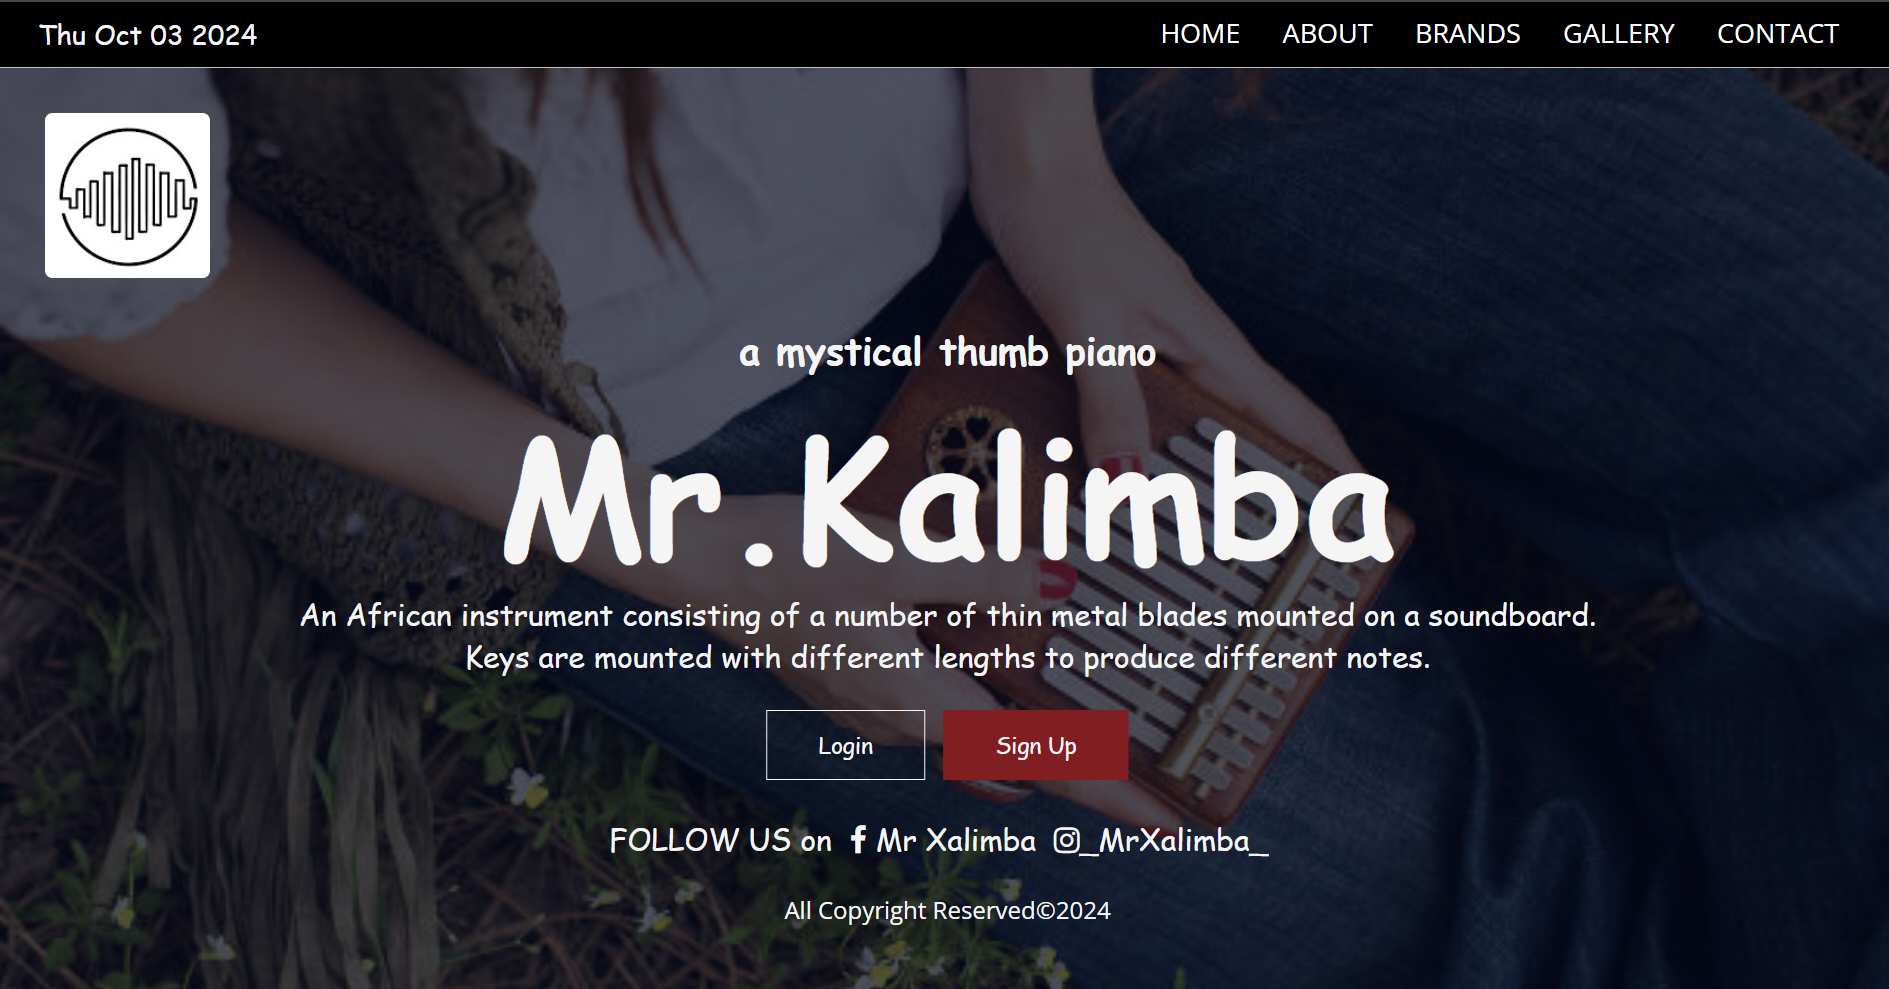 Thu Oct 03 2024
HOME ABOUT BRANDS GALLERY CONTACT
a mystical thumb piano
Mr.Kalimba
An African instrument consisting of a number of thin metal blades mounted on a soundboard.
Keys are mounted with different lengths to produce different notes.
Login Sign Up
FOLLOW US on Mr Xalimba _MrXalimba_
All Copyright Reserved©2024